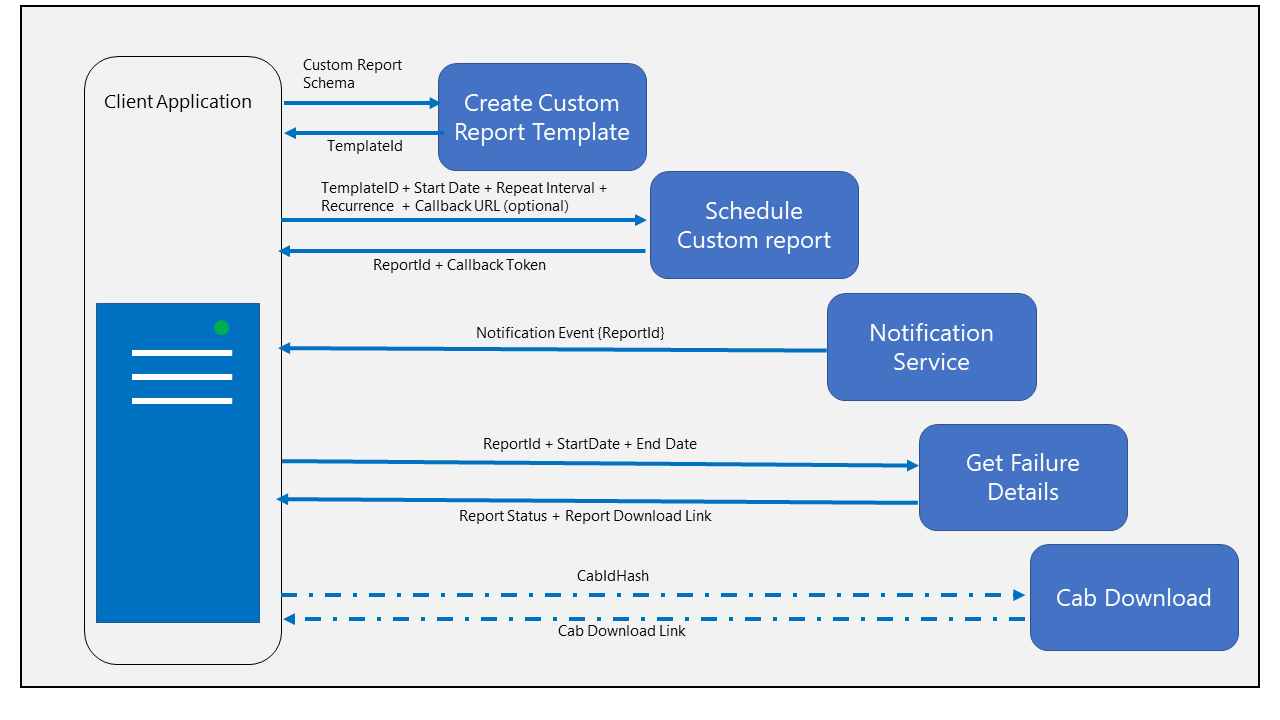 Custom Report
Schema
Client Application
Create Custom
Report Template
TemplateId
TemplateID + Start Date + Repeat Interval +
Recurrence + Callback URL (optional)
Schedule
Custom report
ReportId + Callback Token
Notification Event {ReportId}
Notification
Service
ReportId + StartDate + End Date
Get Failure
Details
Report Status + Report Download Link
CabIdHash
Cab Download
Cab Download Link